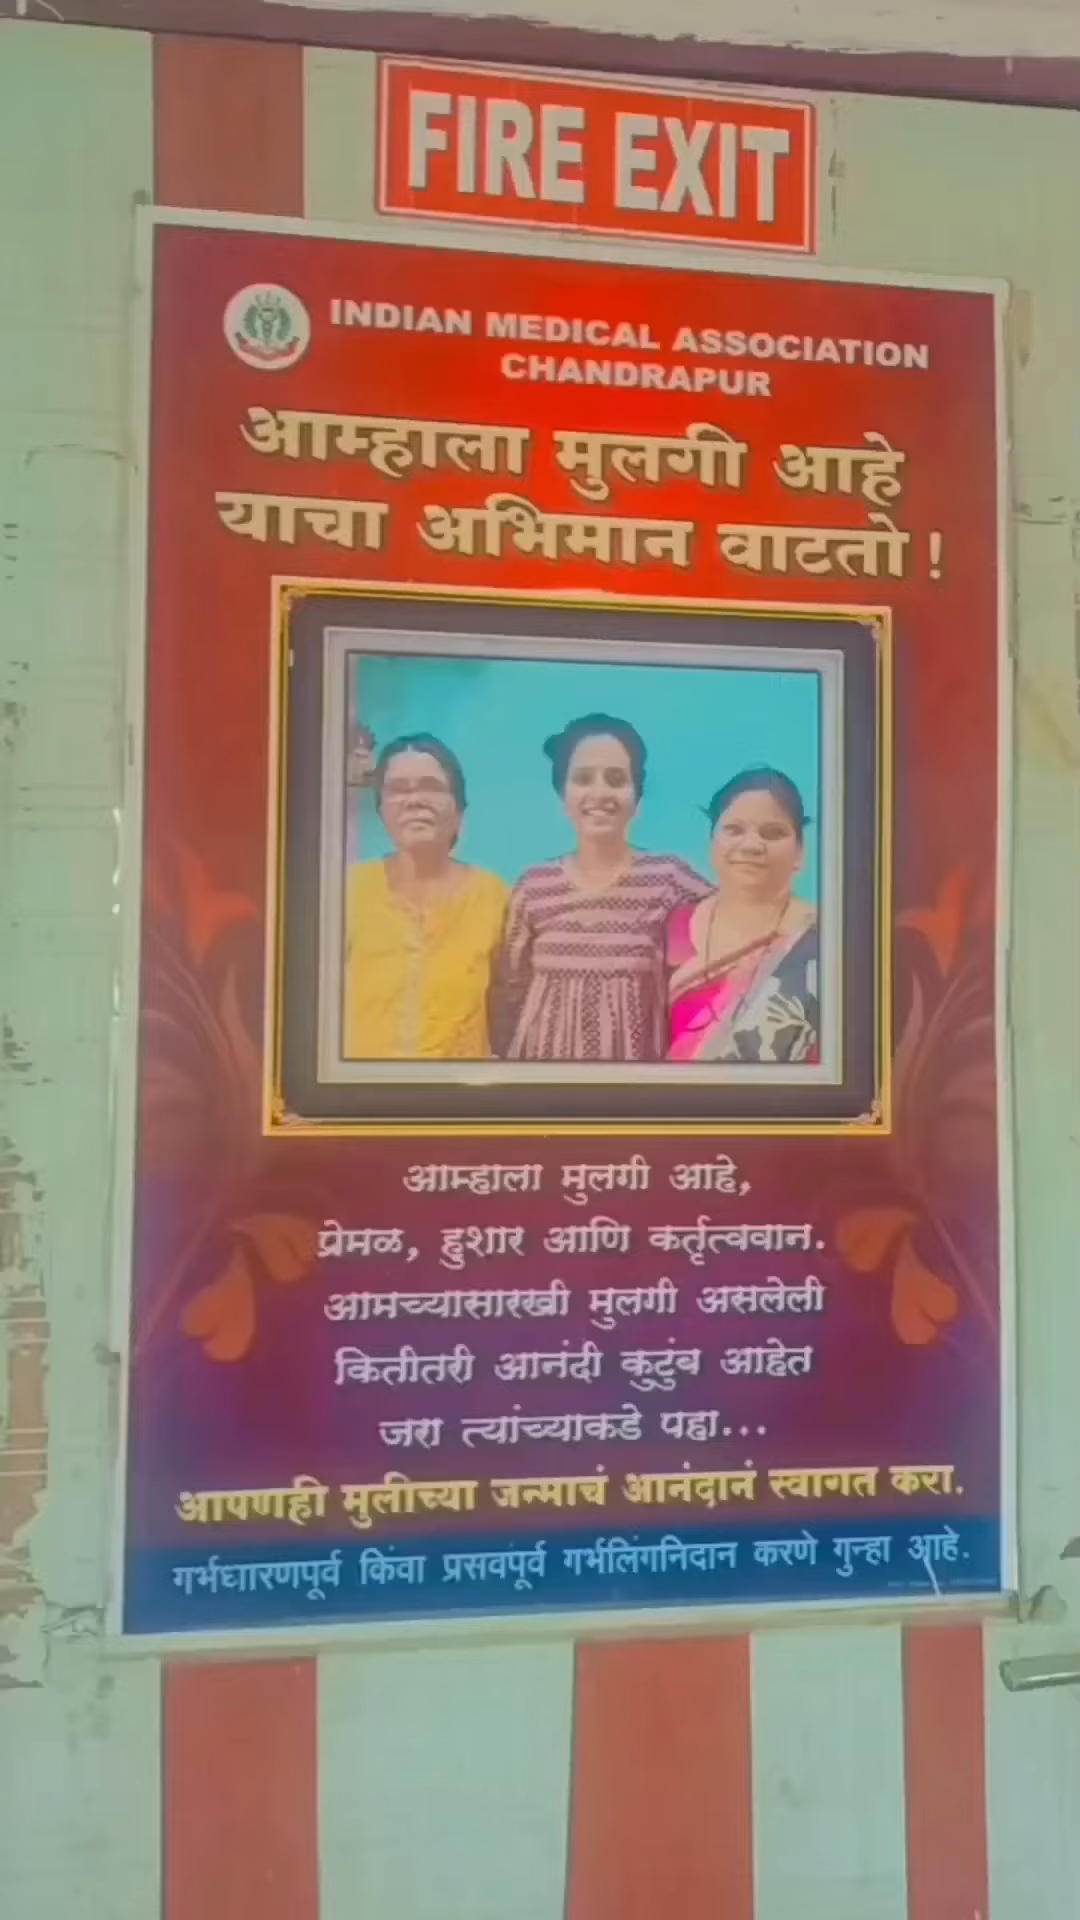 FIRE EXIT
INDIAN MEDICAL ASSOCIATION
CHANDRAPUR
आम्हाला मुलगी आहे
याचा अभिमान वाटतो !
आम्हाला मुलगी आहे,
प्रेमळ, हुशार आणि कर्तृत्ववान.
आमच्यासारखी मुलगी असलेली
कितीतरी आनंदी कुटुंब आहेत
जरा त्यांच्याकडे पहा...
आपणही मुलीच्या जन्माचं आनंदानं स्वागत करा.
गर्भधारणपूर्व किंवा प्रसवपूर्व गर्भलिंगनिदान करणे गुन्हा आहे.